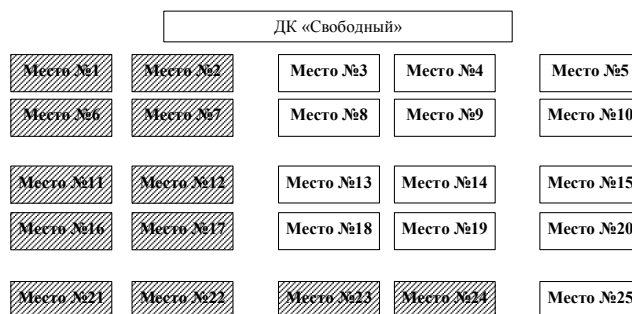 ДК «Свободный»
Место №1 Место №2 Место №3 Место №4 Место №5
Место №6 Место №7 Место №8 Место №9 Место №10
Место №11 Место №12 Место №13 Место №14 Место №15
Место №16 Место №17 Место №18 Место №19 Место №20
Место №21 Место №22 Место №23 Место №24 Место №25